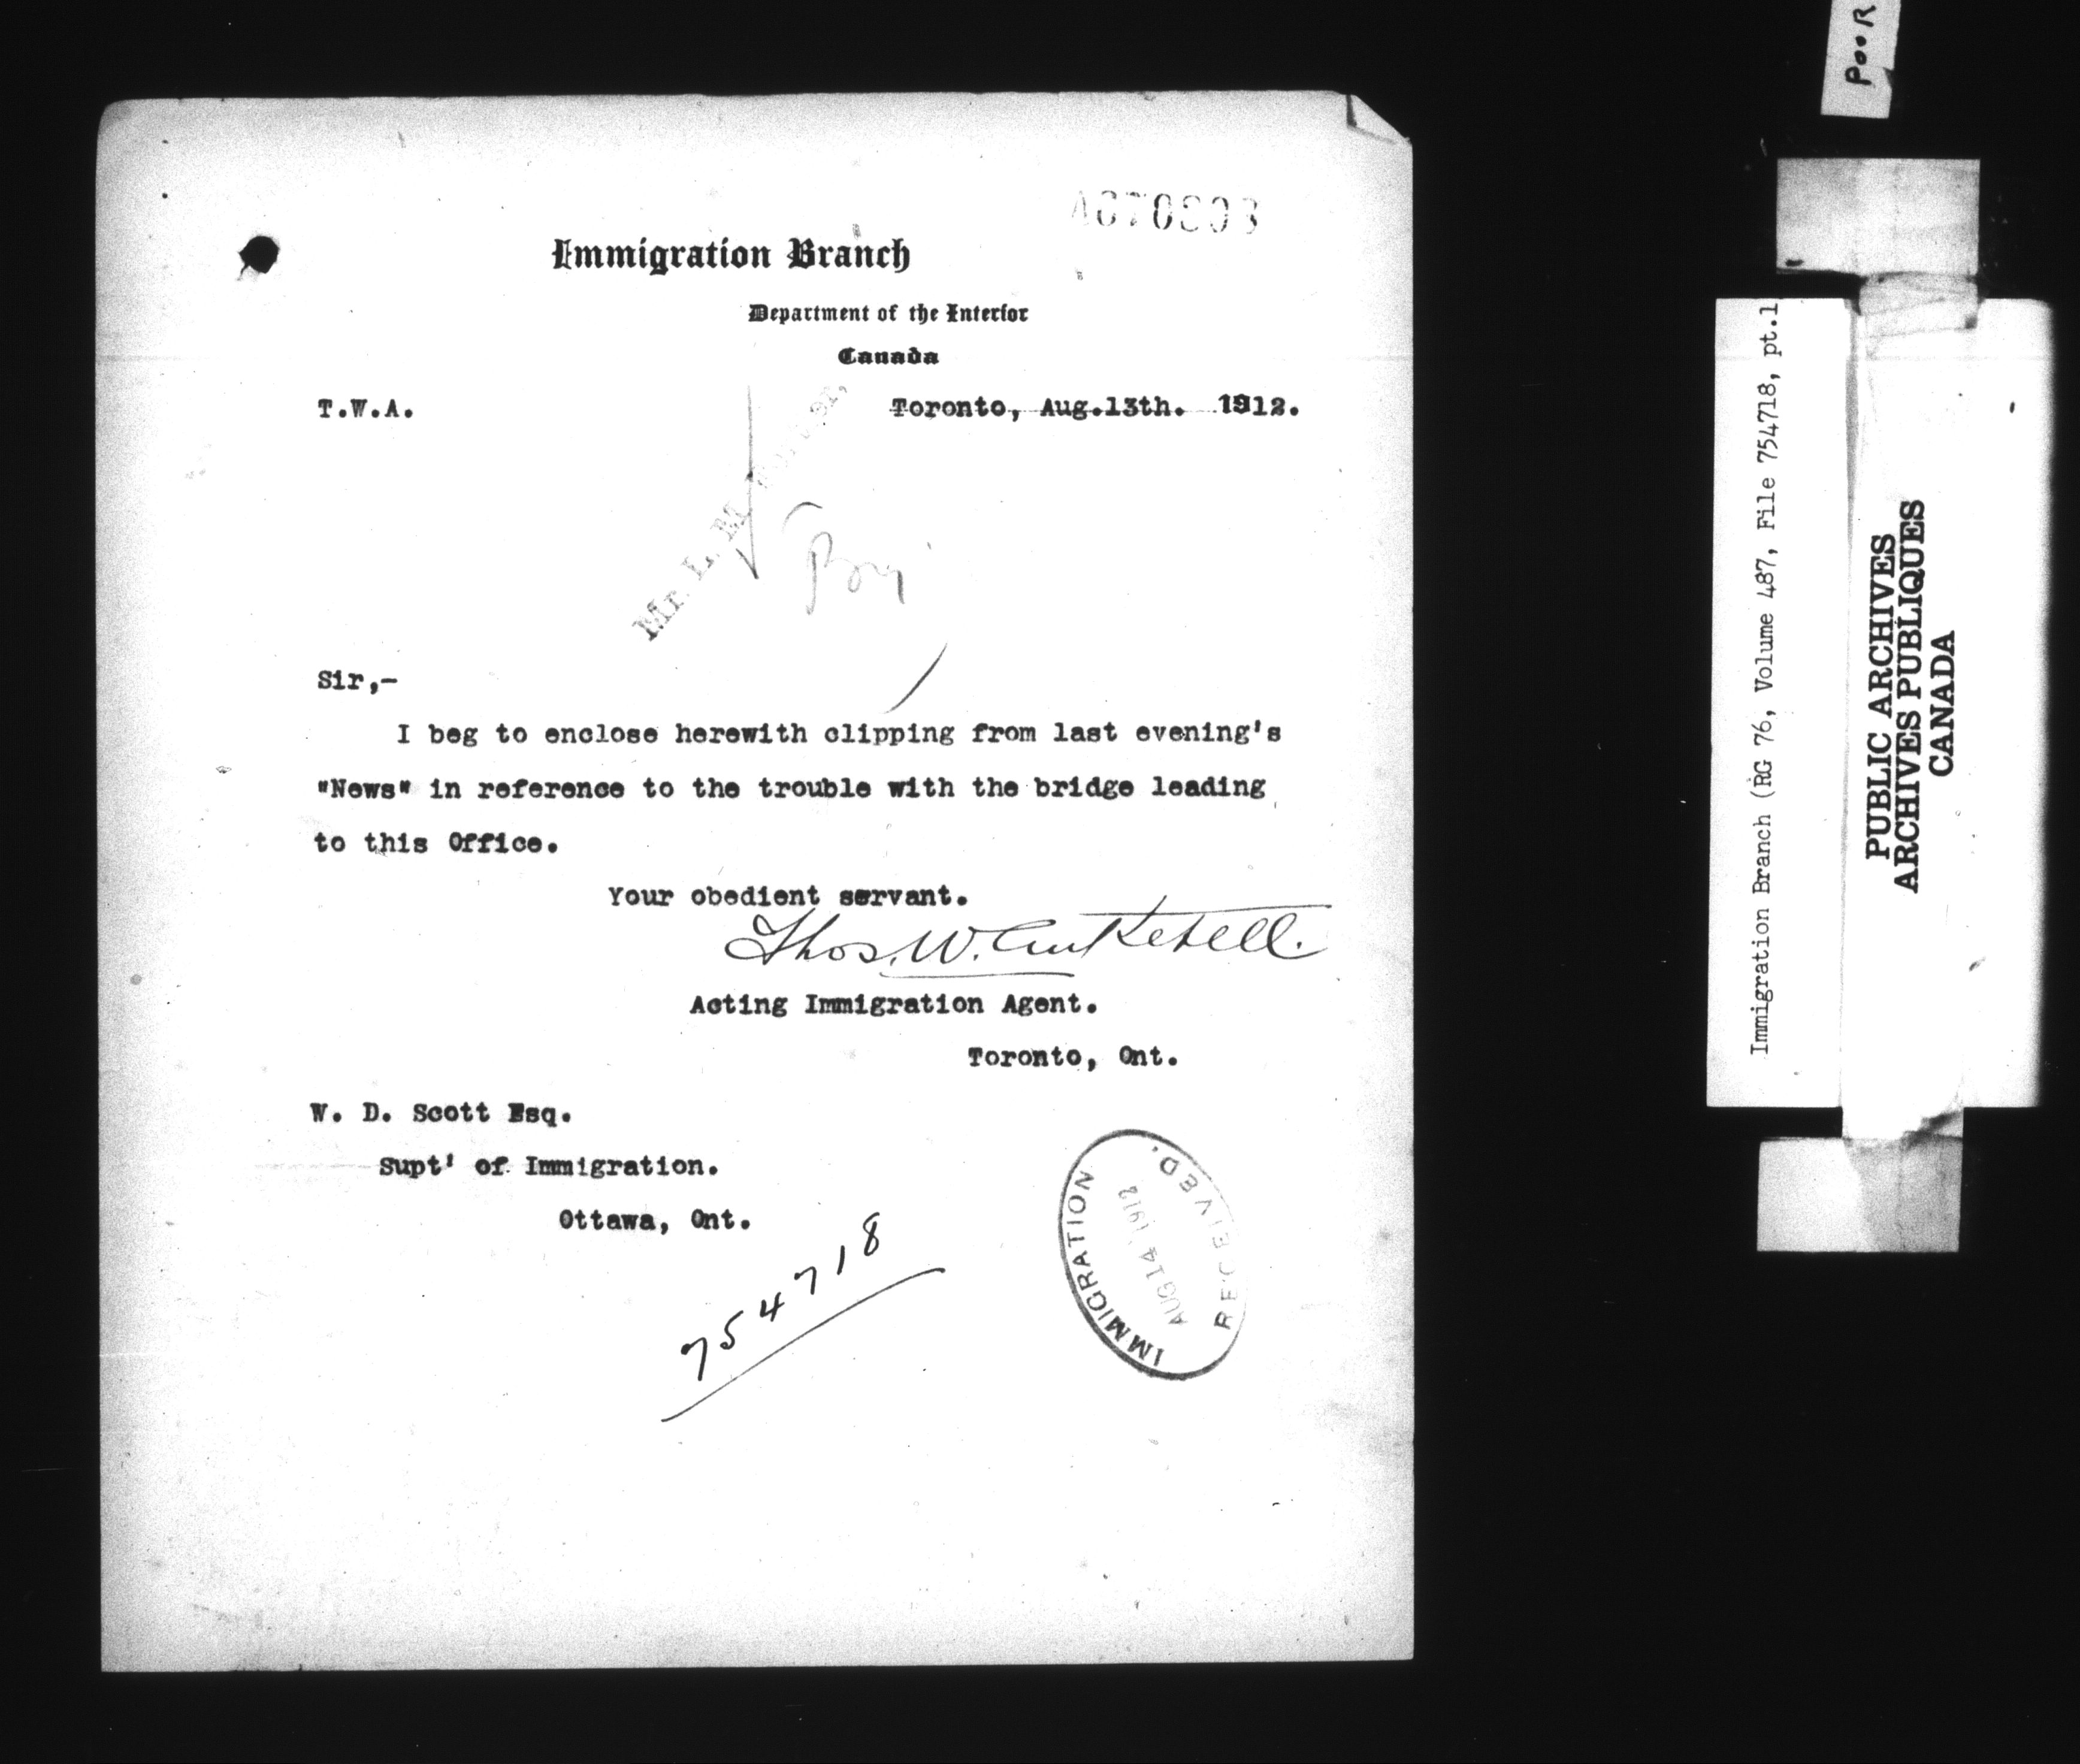 Immigration Branch
Department of the Interior
Canada
T.W.A.
Toronto, Aug.13th. 1912.
Mr. L. M.
Sir,-
I beg to enclose herewith clipping from last evening's
"News" in reference to the trouble with the bridge leading
to this Office.
Your obedient servant.
Thos. W.
Acting Immigration Agent.
Toronto, Ont.
W. D. Scott Esq.
Supt' of Immigration.
Ottawa, Ont.
754718
IMMIGRATION
AUG 14 1912
RECEIVED.
POOR
Immigration Branch (RG 76, Volume 487, File 754718, pt.1
PUBLIC ARCHIVES
ARCHIVES PUBLIQUES
CANADA